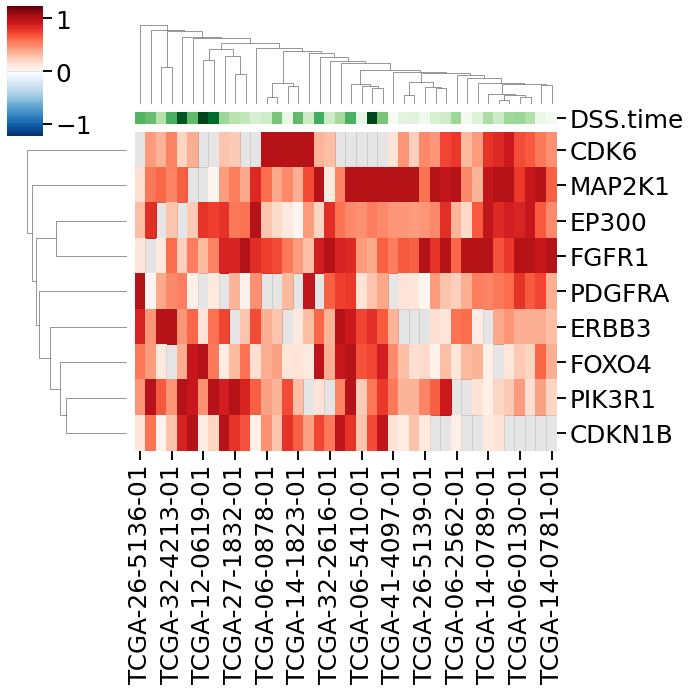 1
0
−1
DSS.time
CDK6
MAP2K1
EP300
FGFR1
PDGFRA
ERBB3
FOXO4
PIK3R1
CDKN1B
TCGA-26-5136-01
TCGA-32-4213-01
TCGA-12-0619-01
TCGA-27-1832-01
TCGA-06-0878-01
TCGA-14-1823-01
TCGA-32-2616-01
TCGA-06-5410-01
TCGA-41-4097-01
TCGA-26-5139-01
TCGA-06-2562-01
TCGA-14-0789-01
TCGA-06-0130-01
TCGA-14-0781-01